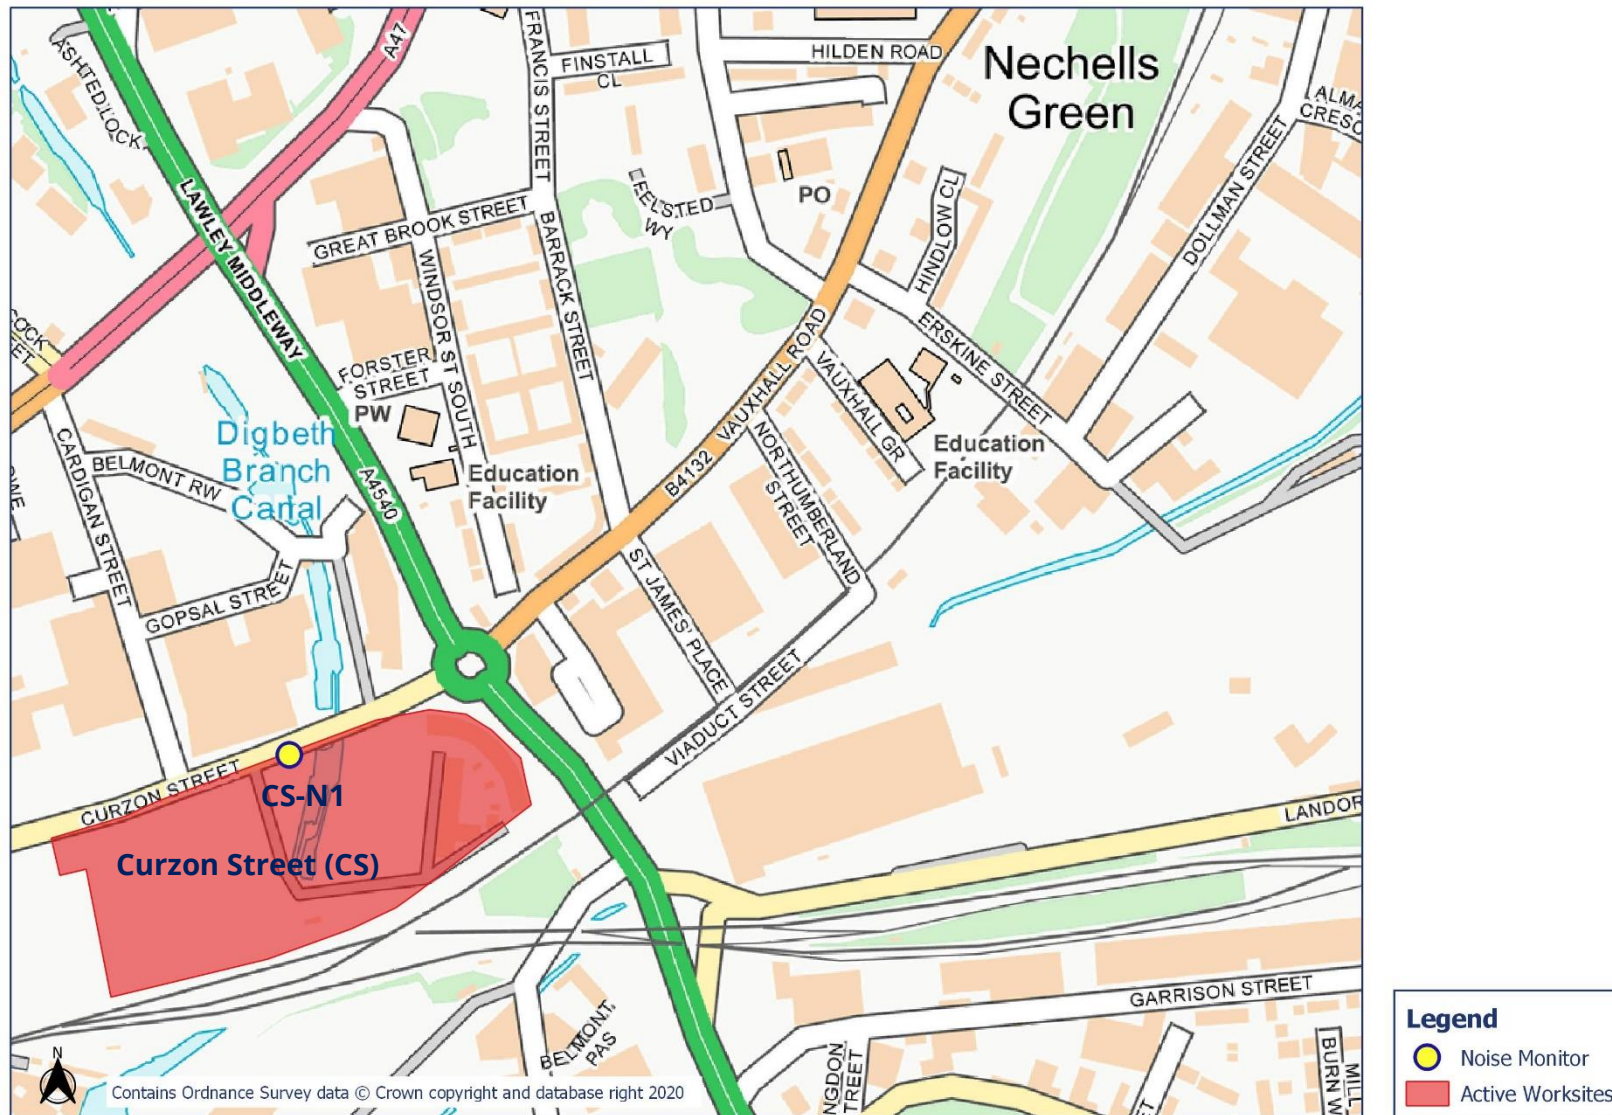 ASHTED LOCK
A47
FRANCIS STREET
FINSTALL
CL
HILDEN ROAD
Nechells
Green
ALMA
CRESC
LAWLEY MIDDLEWAY
GREAT BROOK STREET
BARRACK STREET
FELSTED
WY
PO
HINDLOW CL
DOLLMAN STREET
WINDSOR ST SOUTH
FORSTER
STREET
PW
VAUXHALL ROAD
VAUXHALL GR
ERSKINE STREET
Education
Facility
Digbeth
Branch
Canal
CARDIGAN STREET
BELMONT RW
A4540
Education
Facility
B4132
NORTHUMBERLAND
STREET
GOPSAL STREET
ST JAMES' PLACE
VIADUCT STREET
CURZON STREET
CS-N1
Curzon Street (CS)
LANDOR
GARRISON STREET
BELMONT
PAS
NGDON
STREET
BURN W
MILL
N
Contains Ordnance Survey data © Crown copyright and database right 2020
Legend
Noise Monitor
Active Worksites